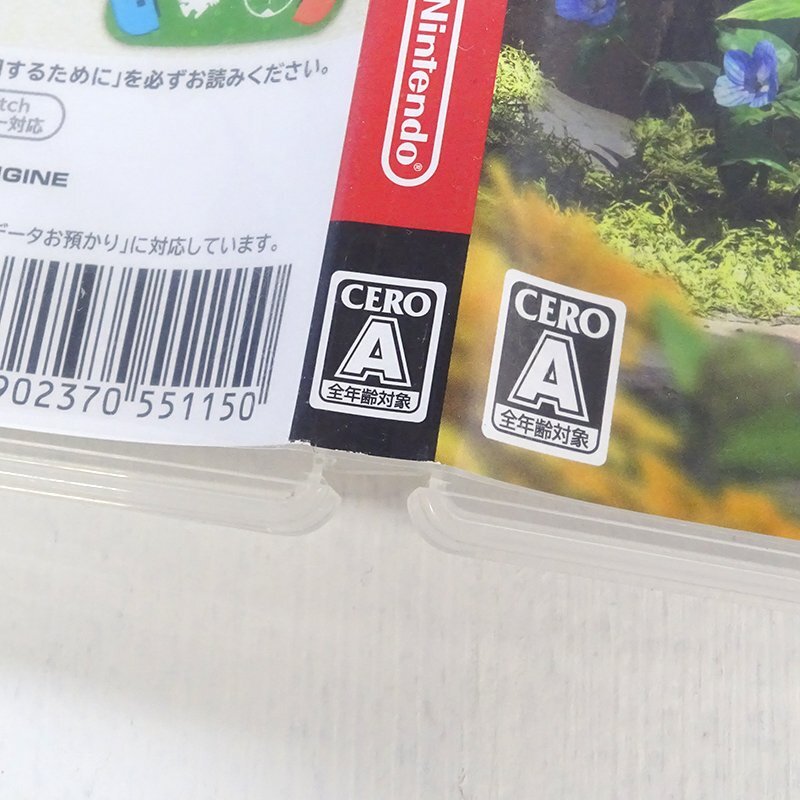 するために」を必ずお読みください。
tch
ー対応
GINE
データお預かり」に対応しています。
902370 551150
Nintendo®
CERO
A
全年齢対象
CERO
A
全年齢対象